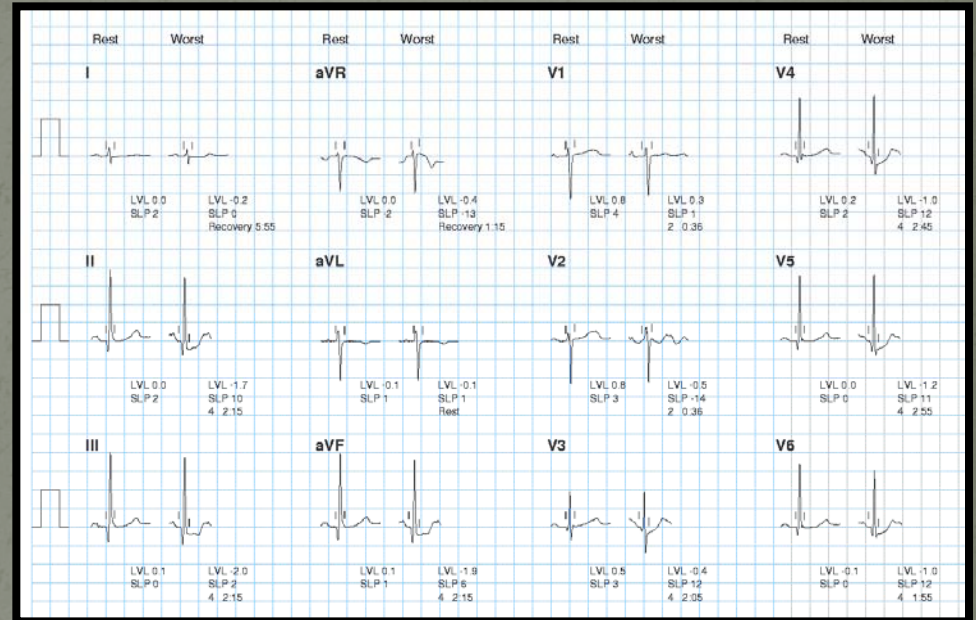 Rest Worst Rest Worst Rest Worst Rest Worst
I aVR V1 V4
LVL 0.0 LVL -0.2 LVL 0.0 LVL -0.4 LVL 0.8 LVL 0.3 LVL 0.2 LVL -1.0
SLP 2 SLP 0 SLP -2 SLP -13 SLP 4 SLP 1 SLP 2 SLP 12
Recovery 5:55 Recovery 1:15 2 0:36 4 2:45
II aVL V2 V5
LVL 0.0 LVL -1.7 LVL -0.1 LVL -0.1 LVL 0.8 LVL -0.5 LVL 0.0 LVL -1.2
SLP 2 SLP 10 SLP 1 SLP 1 SLP 3 SLP -14 SLP 0 SLP 11
4 2:15 Rest 2 0:36 4 2:55
III aVF V3 V6
LVL 0.1 LVL -2.0 LVL 0.1 LVL -1.9 LVL 0.5 LVL -0.4 LVL -0.1 LVL -1.0
SLP 0 SLP 2 SLP 1 SLP 6 SLP 3 SLP 12 SLP 0 SLP 12
4 2:15 4 2:15 4 2:05 4 1:55